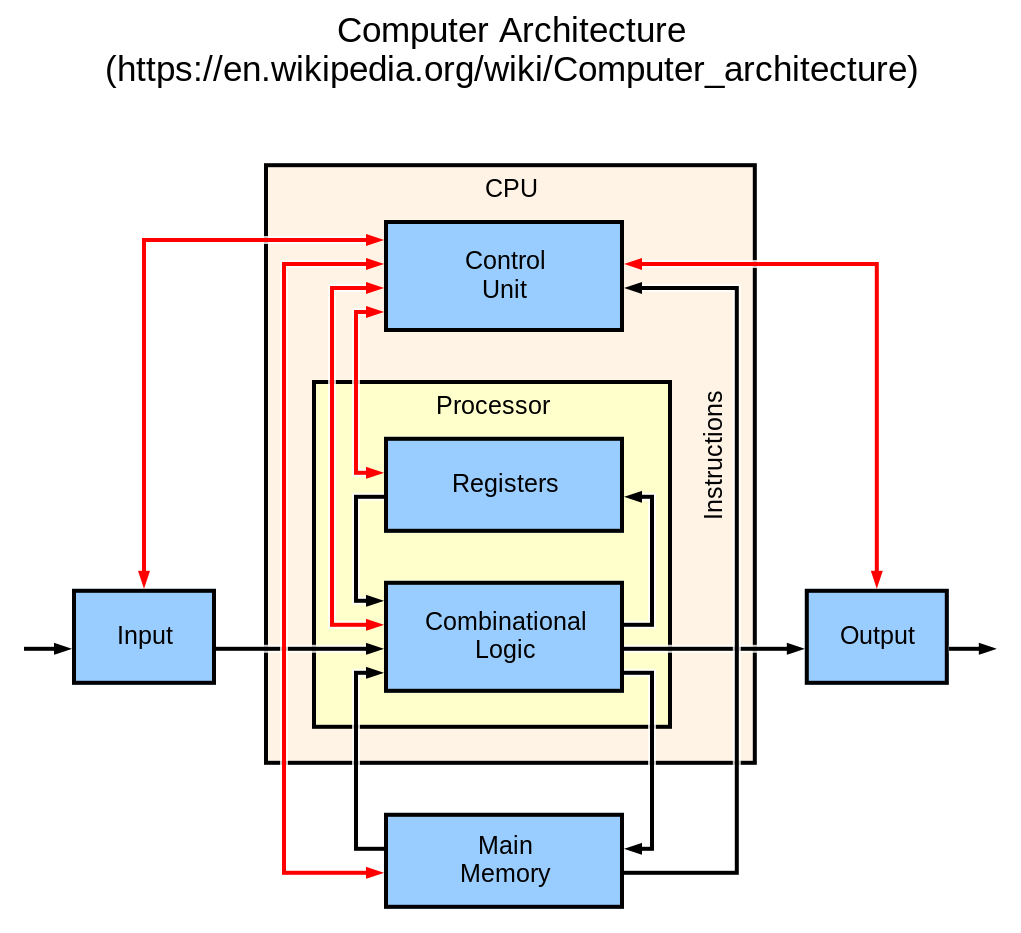 Computer Architecture
(https://en.wikipedia.org/wiki/Computer_architecture)
CPU
Control
Unit
Processor
Instructions
Registers
Combinational
Logic
Input
Output
Main
Memory